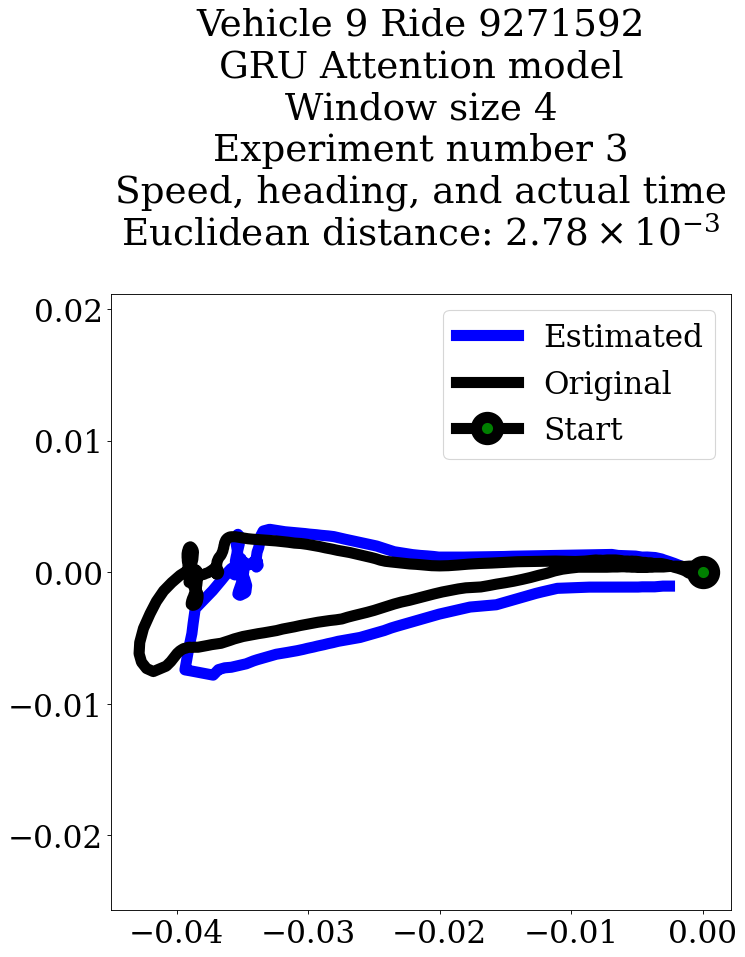 Vehicle 9 Ride 9271592
GRU Attention model
Window size 4
Experiment number 3
Speed, heading, and actual time
Euclidean distance: 2.78 × 10⁻³
Estimated
Original
Start
0.02
0.01
0.00
−0.01
−0.02
−0.04 −0.03 −0.02 −0.01 0.00